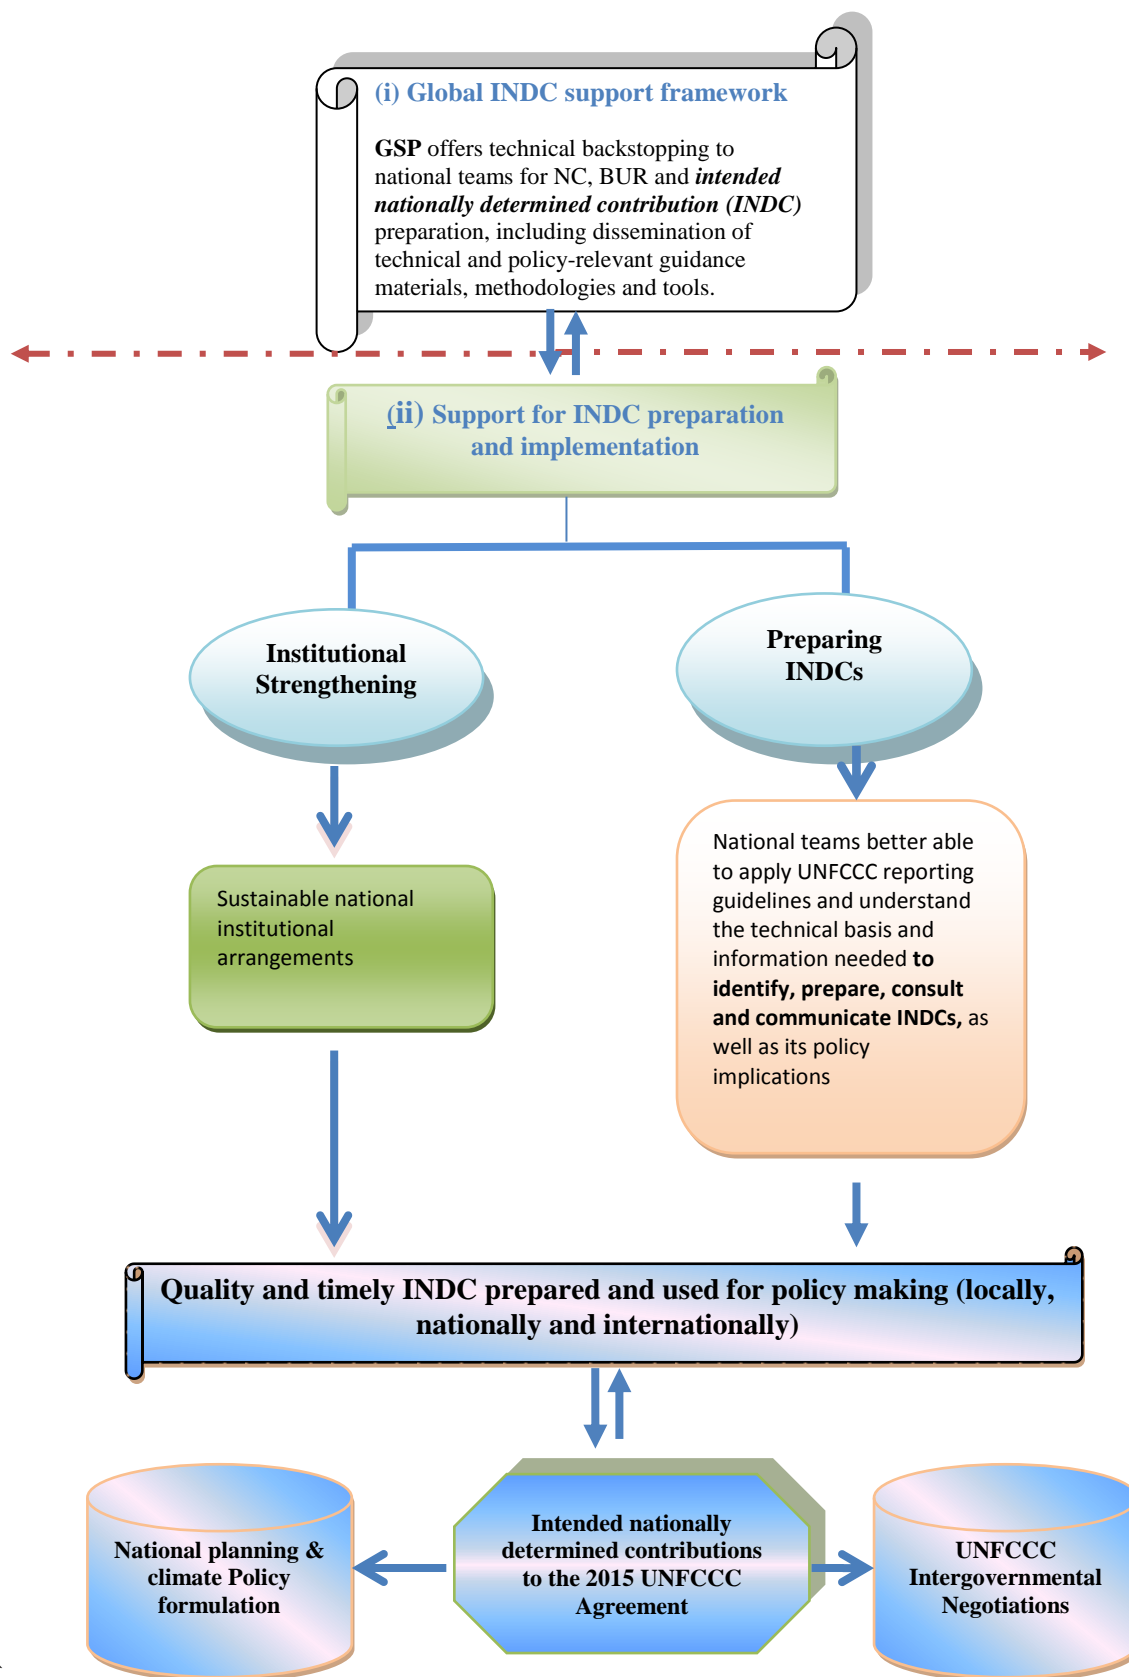 (i) Global INDC support framework
GSP offers technical backstopping to
national teams for NC, BUR and intended
nationally determined contribution (INDC)
preparation, including dissemination of
technical and policy-relevant guidance
materials, methodologies and tools.
(ii) Support for INDC preparation
and implementation
Institutional
Strengthening
Preparing
INDCs
Sustainable national
institutional
arrangements
National teams better able
to apply UNFCCC reporting
guidelines and understand
the technical basis and
information needed to
identify, prepare, consult
and communicate INDCs, as
well as its policy
implications
Quality and timely INDC prepared and used for policy making (locally,
nationally and internationally)
National planning &
climate Policy
formulation
Intended nationally
determined contributions
to the 2015 UNFCCC
Agreement
UNFCCC
Intergovernmental
Negotiations